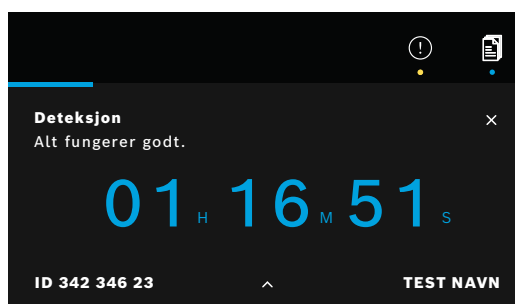 Deteksjon
Alt fungerer godt.
01 H 16 M 51 S
ID 342 346 23 TEST NAVN